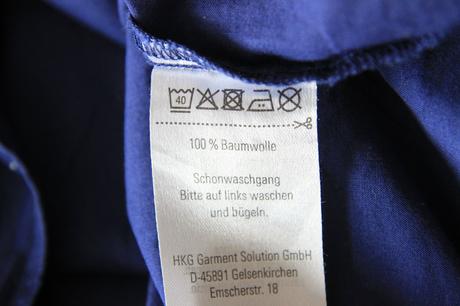 40
100 % Baumwolle
Schonwaschgang
Bitte auf links waschen
und bügeln.
HKG Garment Solution GmbH
D-45891 Gelsenkirchen
Emscherstr. 18